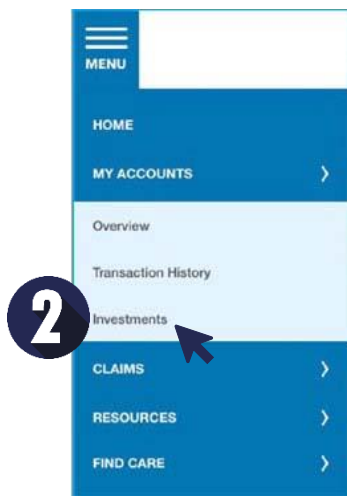 MENU
HOME
MY ACCOUNTS
Overview
Transaction History
2
Investments
CLAIMS
RESOURCES
FIND CARE